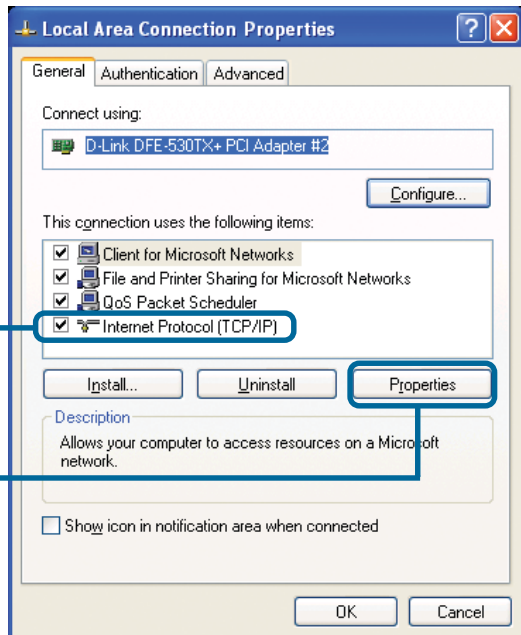 Local Area Connection Properties
General Authentication Advanced
Connect using:
D-Link DFE-530TX+ PCI Adapter #2
Configure...
This connection uses the following items:
Client for Microsoft Networks
File and Printer Sharing for Microsoft Networks
QoS Packet Scheduler
Internet Protocol (TCP/IP)
Install... Uninstall Properties
Description
Allows your computer to access resources on a Microsoft
network.
Show icon in notification area when connected
OK Cancel